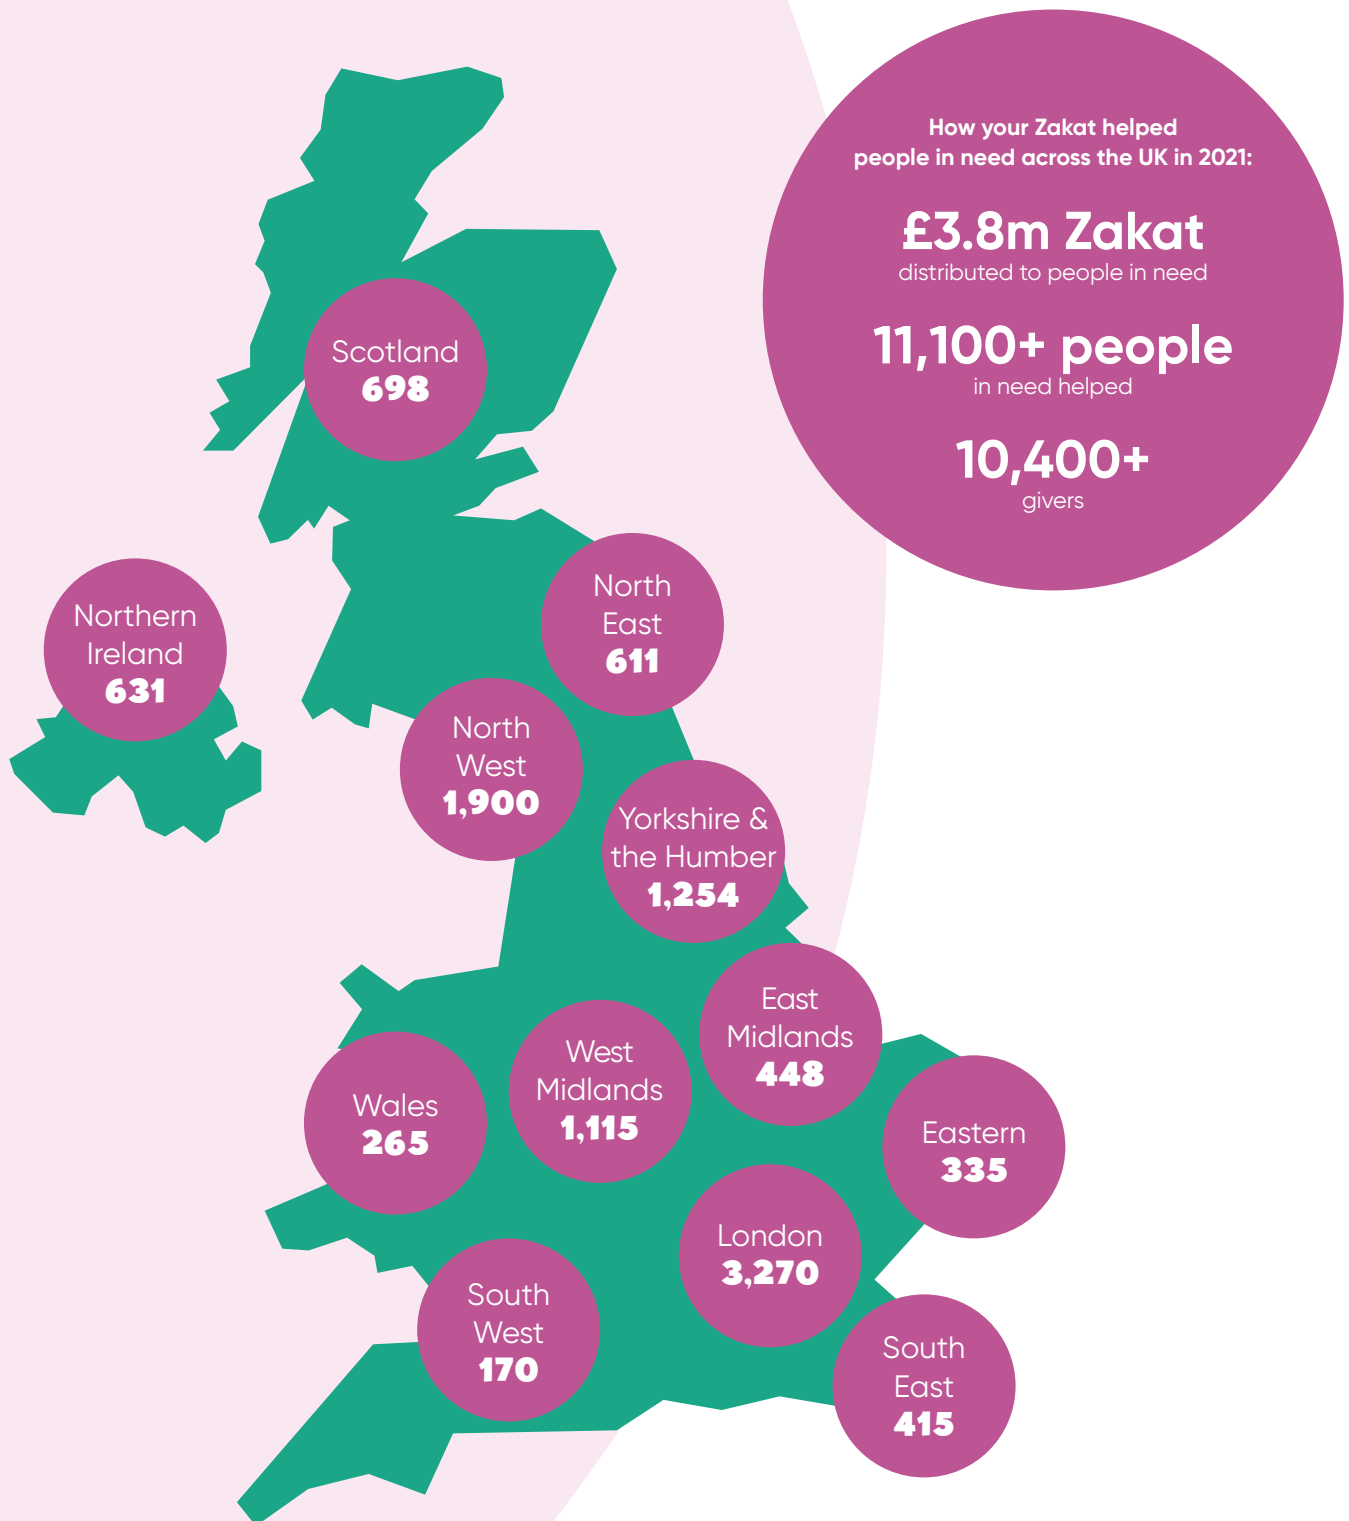 How your Zakat helped
people in need across the UK in 2021:
£3.8m Zakat
distributed to people in need
11,100+ people
in need helped
10,400+
givers
Scotland
698
Northern
Ireland
631
North
East
611
North
West
1,900
Yorkshire &
the Humber
1,254
East
Midlands
448
West
Midlands
1,115
Wales
265
Eastern
335
London
3,270
South
West
170
South
East
415